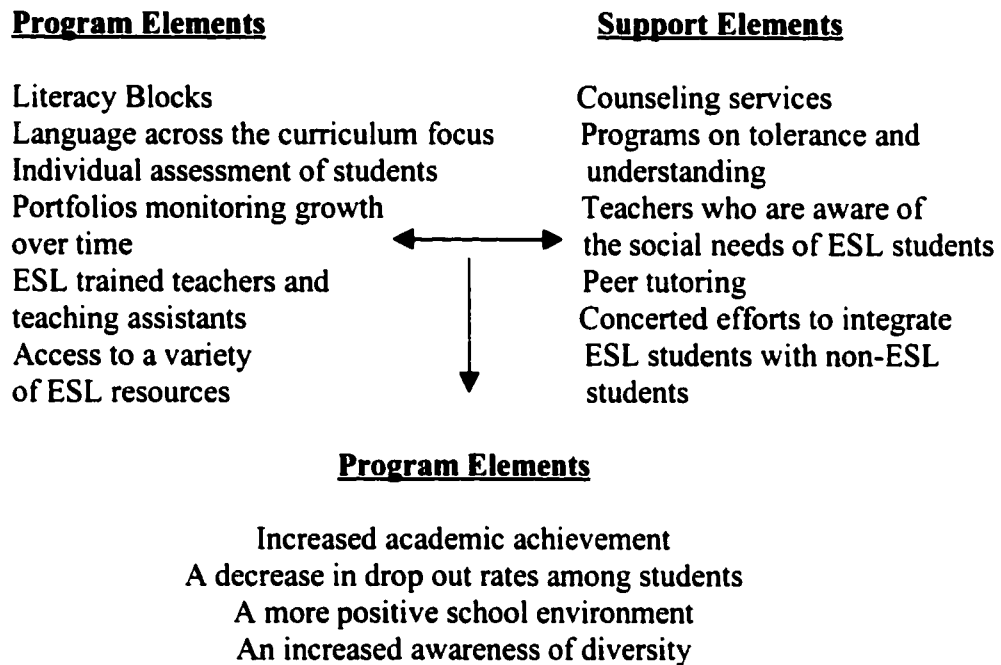 Program Elements
Literacy Blocks
Language across the curriculum focus
Individual assessment of students
Portfolios monitoring growth
over time
ESL trained teachers and
teaching assistants
Access to a variety
of ESL resources
Support Elements
Counseling services
Programs on tolerance and
understanding
Teachers who are aware of
the social needs of ESL students
Peer tutoring
Concerted efforts to integrate
ESL students with non-ESL
students
Program Elements
Increased academic achievement
A decrease in drop out rates among students
A more positive school environment
An increased awareness of diversity